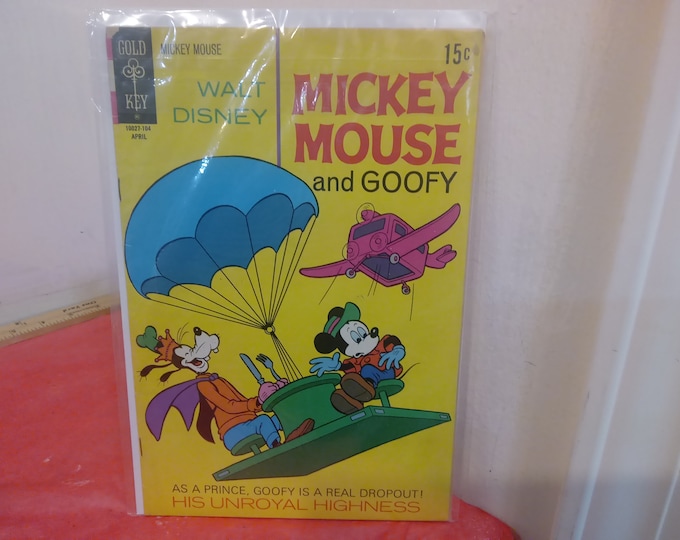 GOLD
KEY
10027-104
APRIL
MICKEY MOUSE
15¢
WALT
DISNEY
MICKEY
MOUSE
and GOOFY
AS A PRINCE, GOOFY IS A REAL DROPOUT!
HIS UNROYAL HIGHNESS